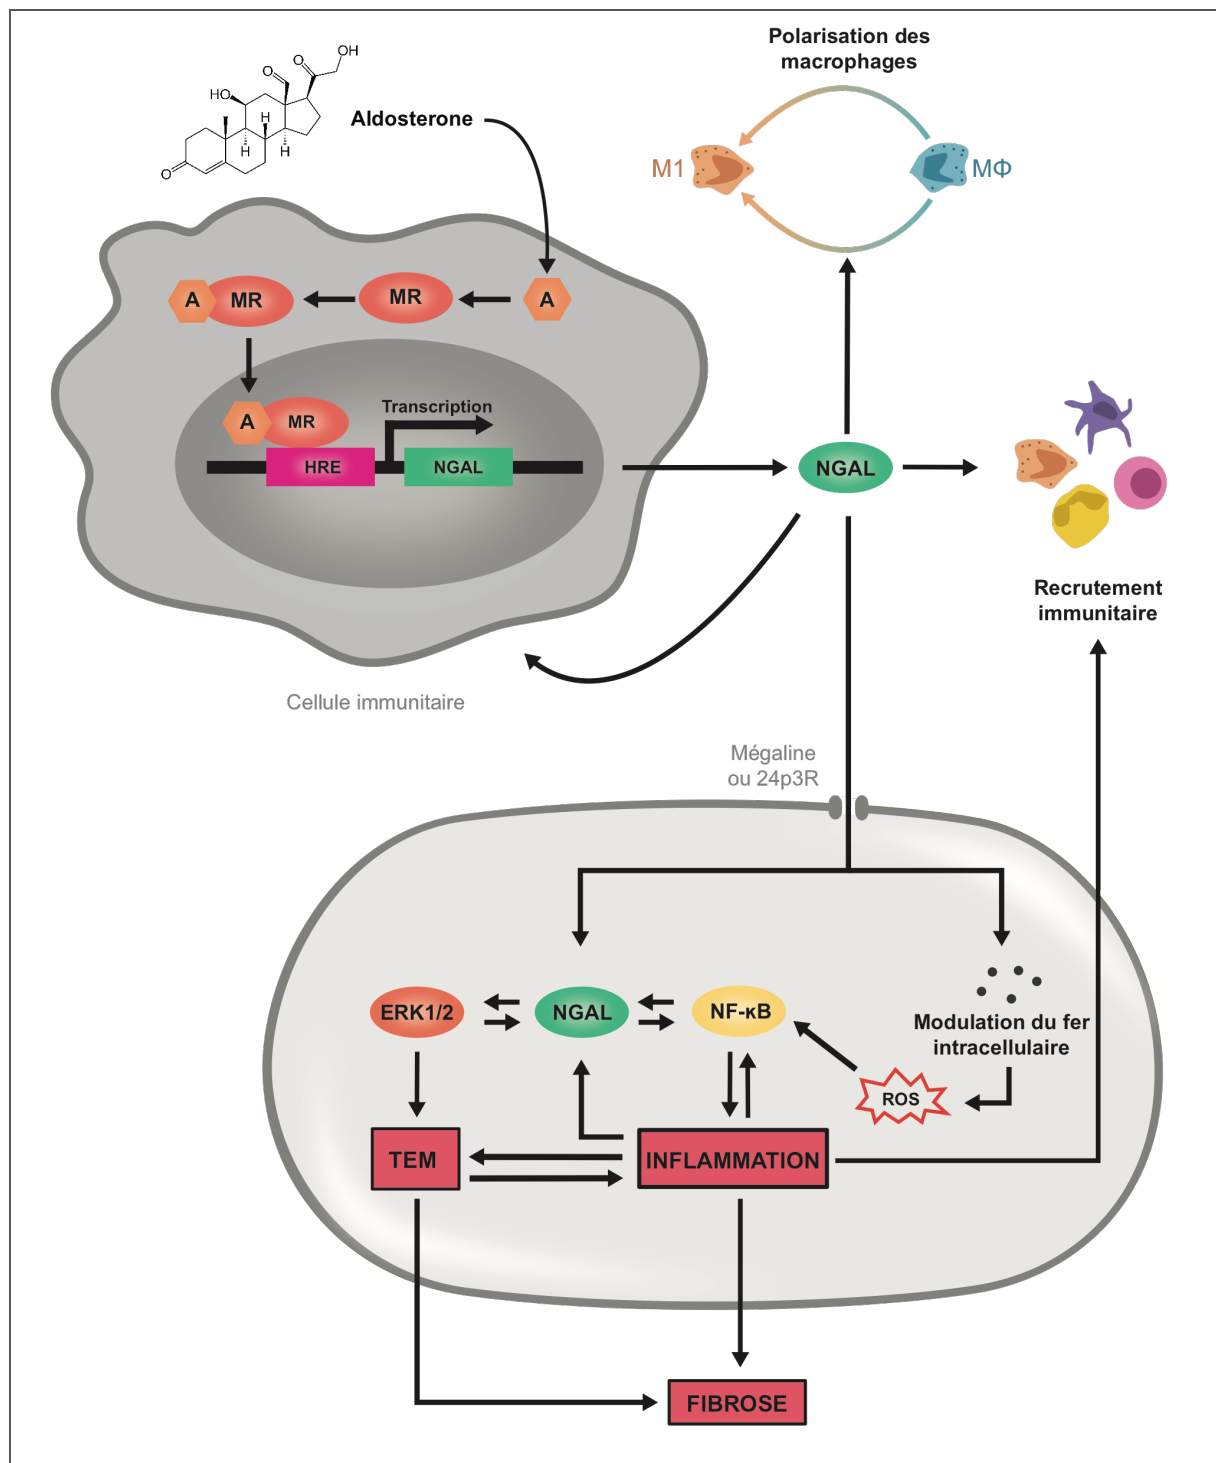 Polarisation des
macrophages
OH
O
O
HO
H
H
H
O
Aldosterone
M1
MΦ
A
MR
MR
A
A
MR
Transcription
HRE
NGAL
NGAL
Recrutement
immunitaire
Cellule immunitaire
Mégaline
ou 24p3R
ERK1/2
NGAL
NF-κB
Modulation du fer
intracellulaire
ROS
TEM
INFLAMMATION
FIBROSE